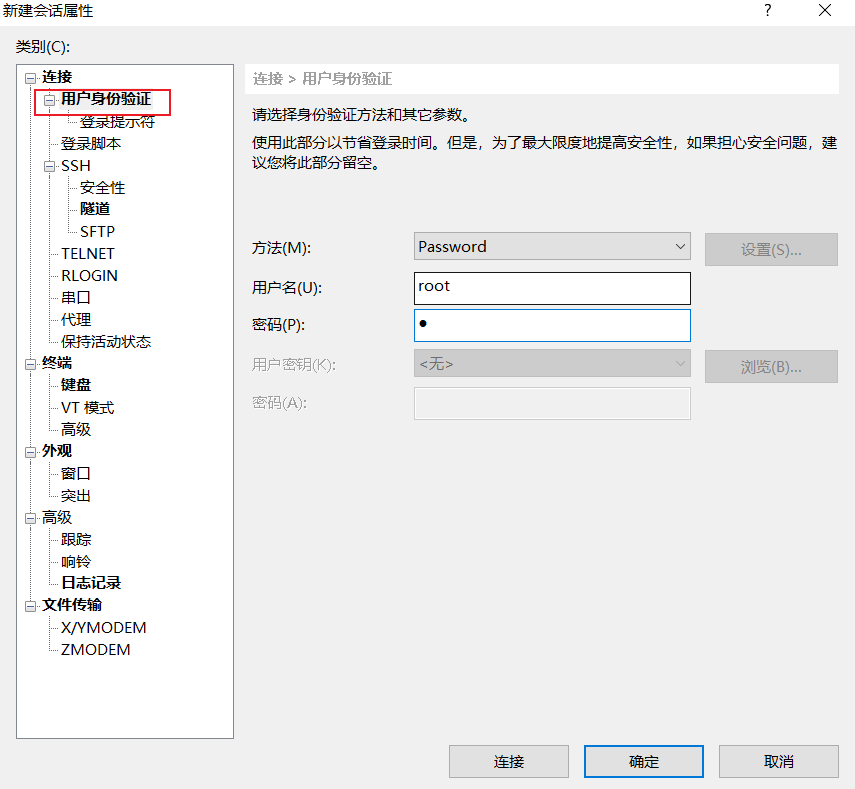 新建会话属性
?
类别(C):
连接
用户身份验证
登录提示符
登录脚本
SSH
安全性
隧道
SFTP
TELNET
RLOGIN
串口
代理
保持活动状态
终端
键盘
VT 模式
高级
外观
窗口
突出
高级
跟踪
响铃
日志记录
文件传输
X/YMODEM
ZMODEM
连接 > 用户身份验证
请选择身份验证方法和其它参数。
使用此部分以节省登录时间。但是，为了最大限度地提高安全性，如果担心安全问题，建
议您将此部分留空。
方法(M):
Password
设置(S)...
用户名(U):
root
密码(P):
●
用户密钥(K):
<无>
浏览(B)...
密码(A):
连接
确定
取消